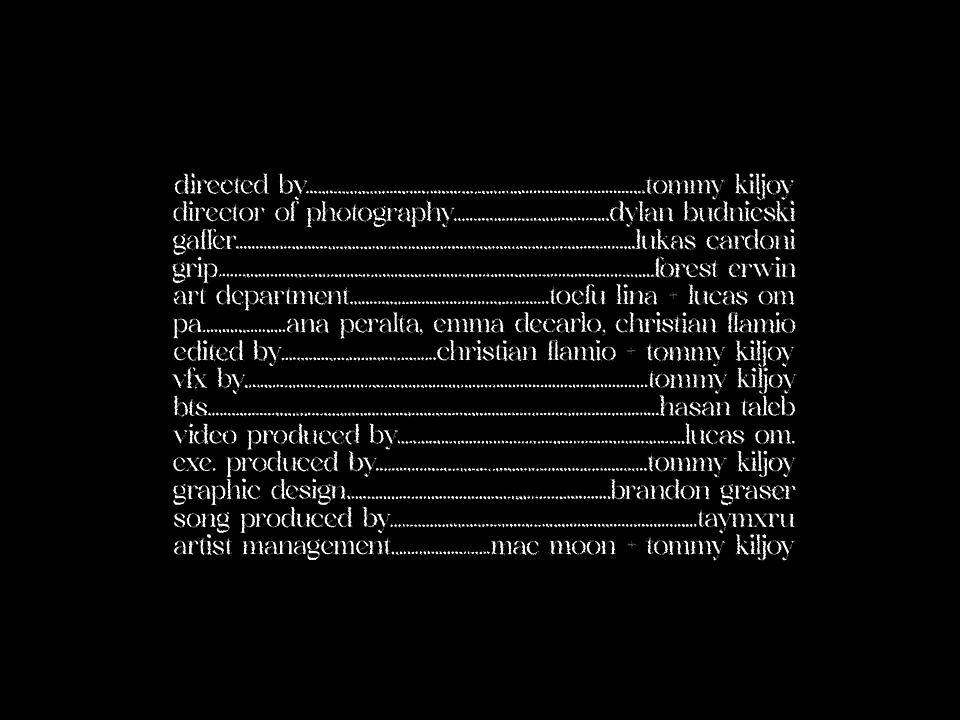 directed by........................................tommy kiljoy
director of photography........................................dylan budnieski
gaffer........................................lukas cardoni
grip........................................forest erwin
art department........................................toefu lina + lucas om
pa....................ana peralta, emma decarlo, christian flamio
edited by........................................christian flamio + tommy kiljoy
vfx by........................................tommy kiljoy
bts........................................hasan taleb
video produced by........................................lucas om.
exe. produced by........................................tommy kiljoy
graphic design........................................brandon graser
song produced by........................................taymxru
artist management.........................mac moon + tommy kiljoy